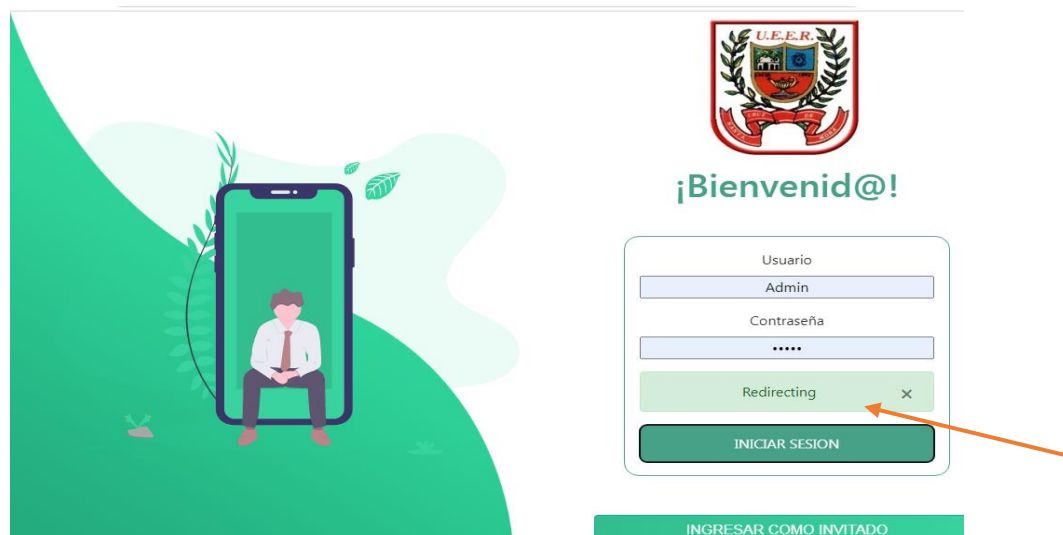 U.E.E.R.
¡Bienvenid@!
Usuario
Admin
Contraseña
•••••
Redirecting ×
INICIAR SESION
INGRESAR COMO INVITADO